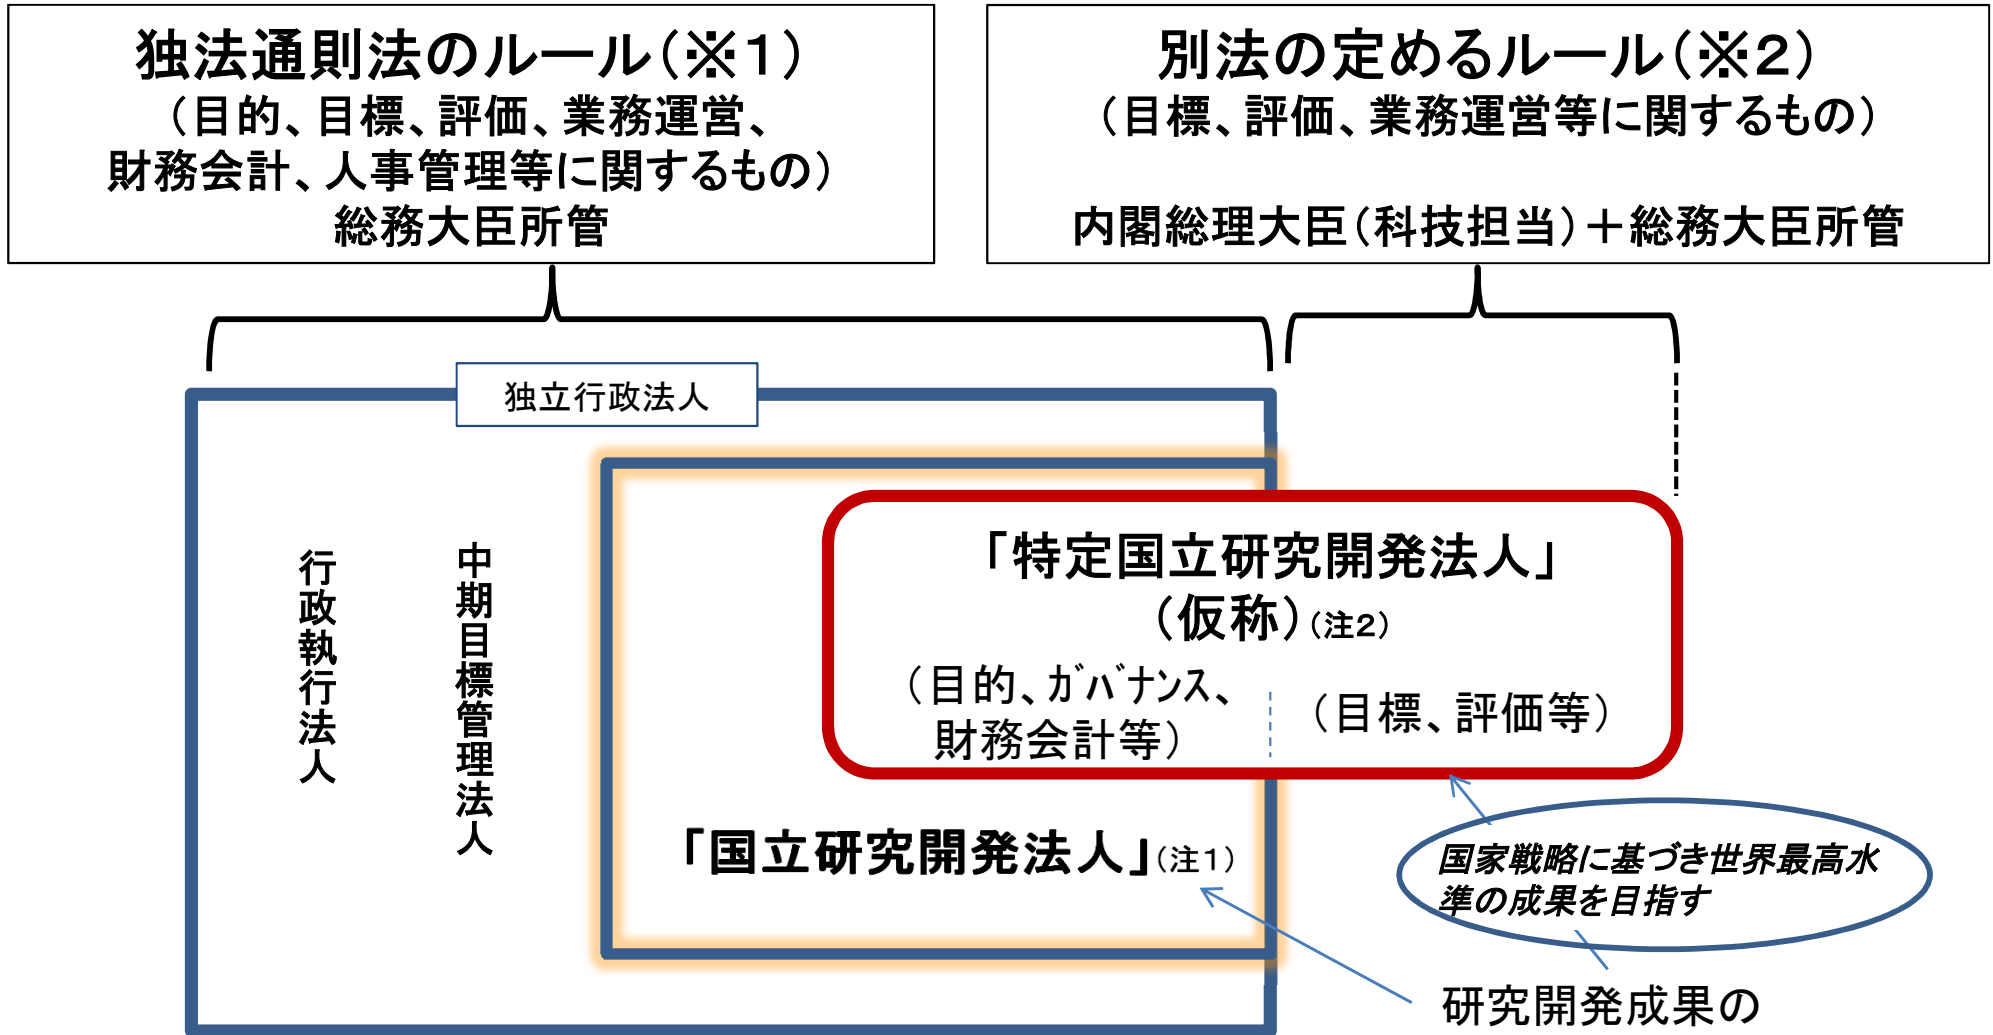 独法通則法のルール(※1)
(目的、目標、評価、業務運営、
財務会計、人事管理等に関するもの)
総務大臣所管
別法の定めるルール(※2)
(目標、評価、業務運営等に関するもの)
内閣総理大臣(科技担当)＋総務大臣所管
独立行政法人
行政執行法人
中期目標管理法人
「特定国立研究開発法人」
(仮称)(注2)
(目的、ｶﾞﾊﾞﾅﾝｽ、
財務会計等)
(目標、評価等)
「国立研究開発法人」(注1)
国家戦略に基づき世界最高水
準の成果を目指す
研究開発成果の